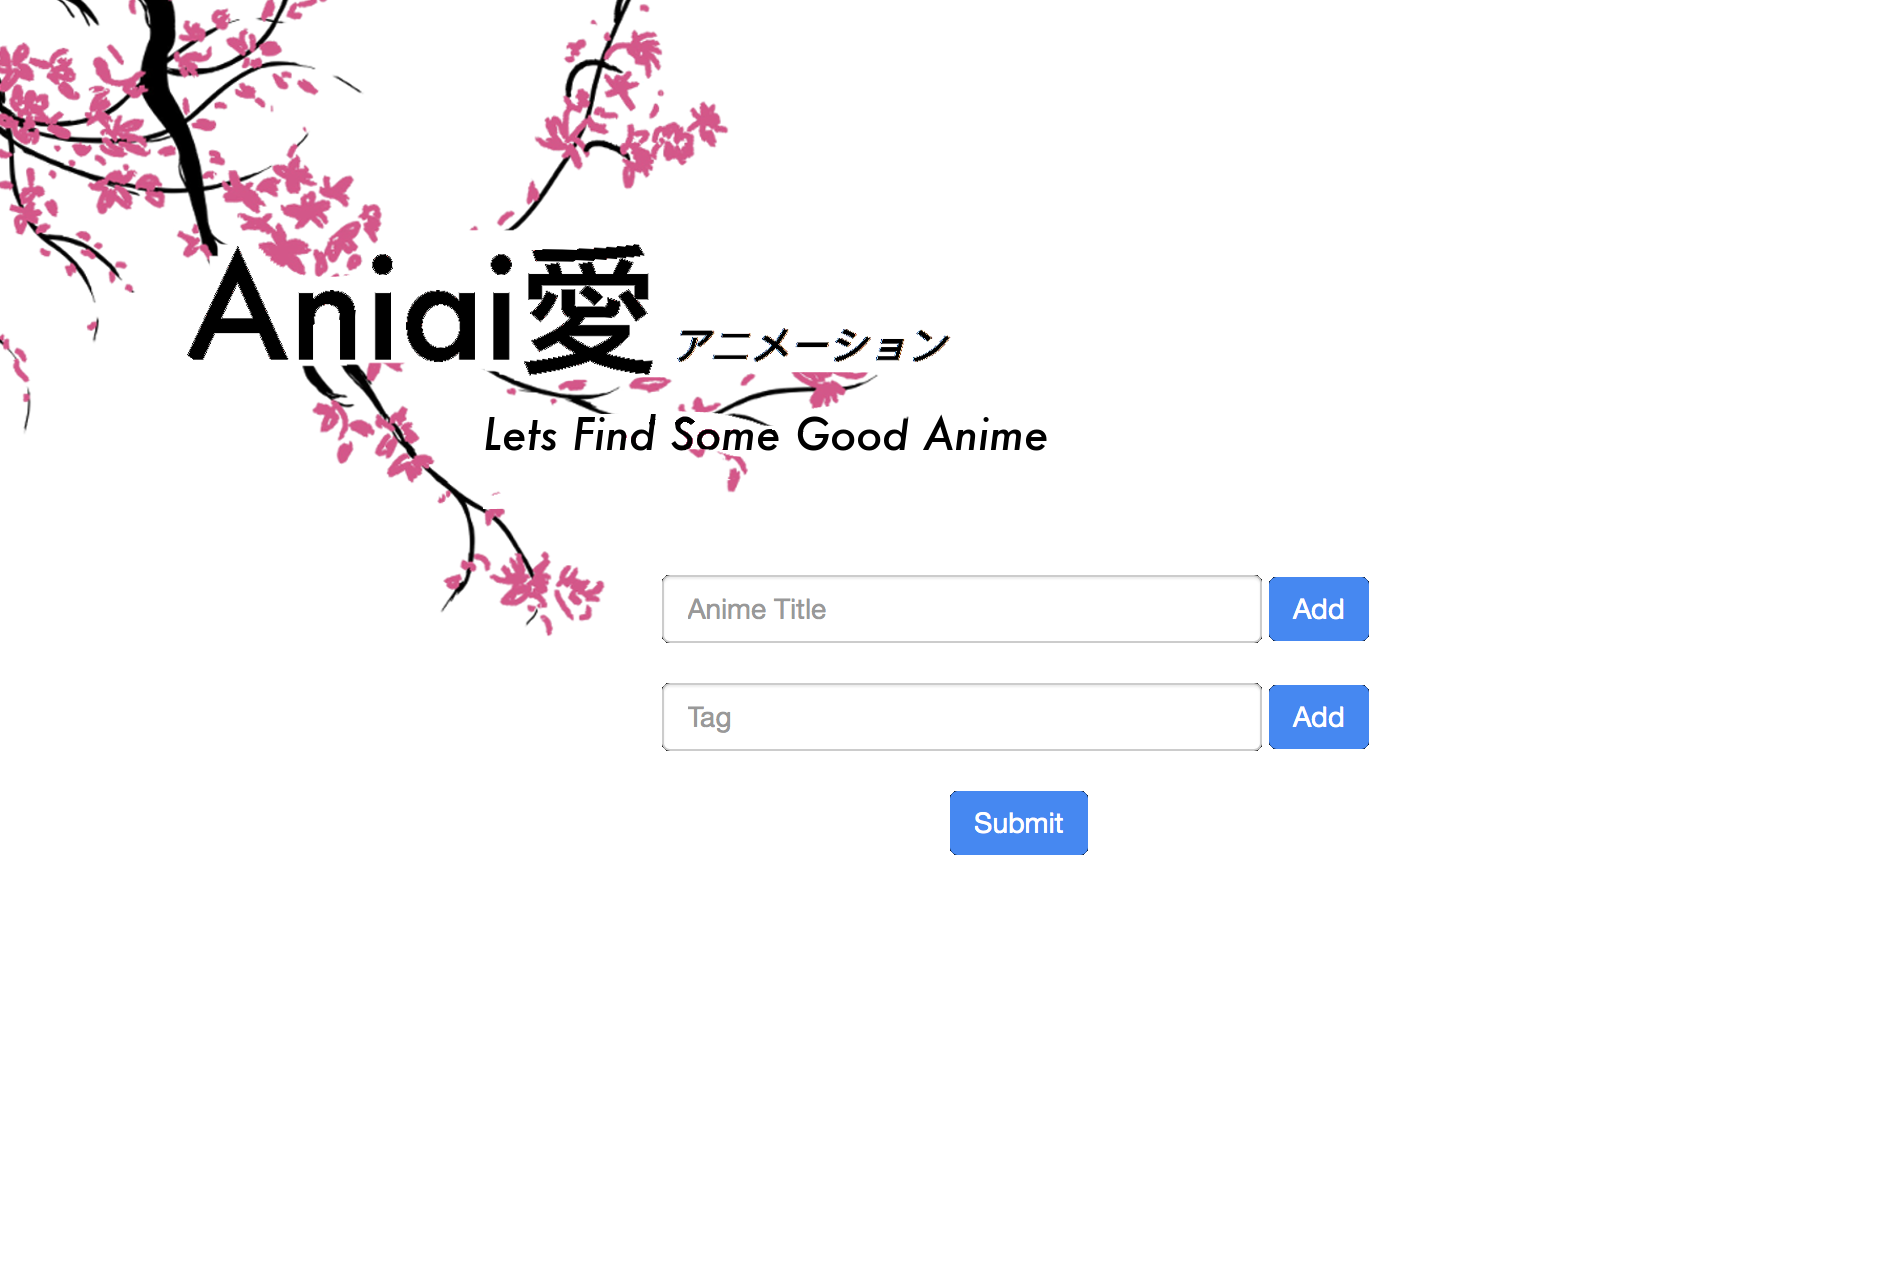 Aniai愛 アニメーション
Lets Find Some Good Anime
Anime Title Add
Tag Add
Submit